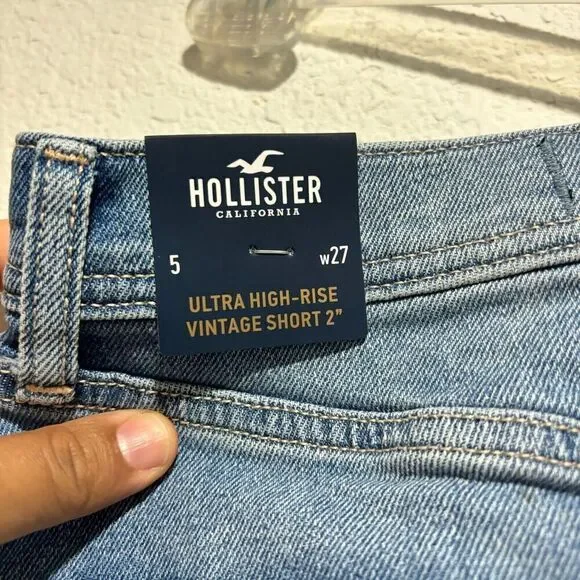 HOLLISTER
CALIFORNIA
5 w27
ULTRA HIGH-RISE
VINTAGE SHORT 2”